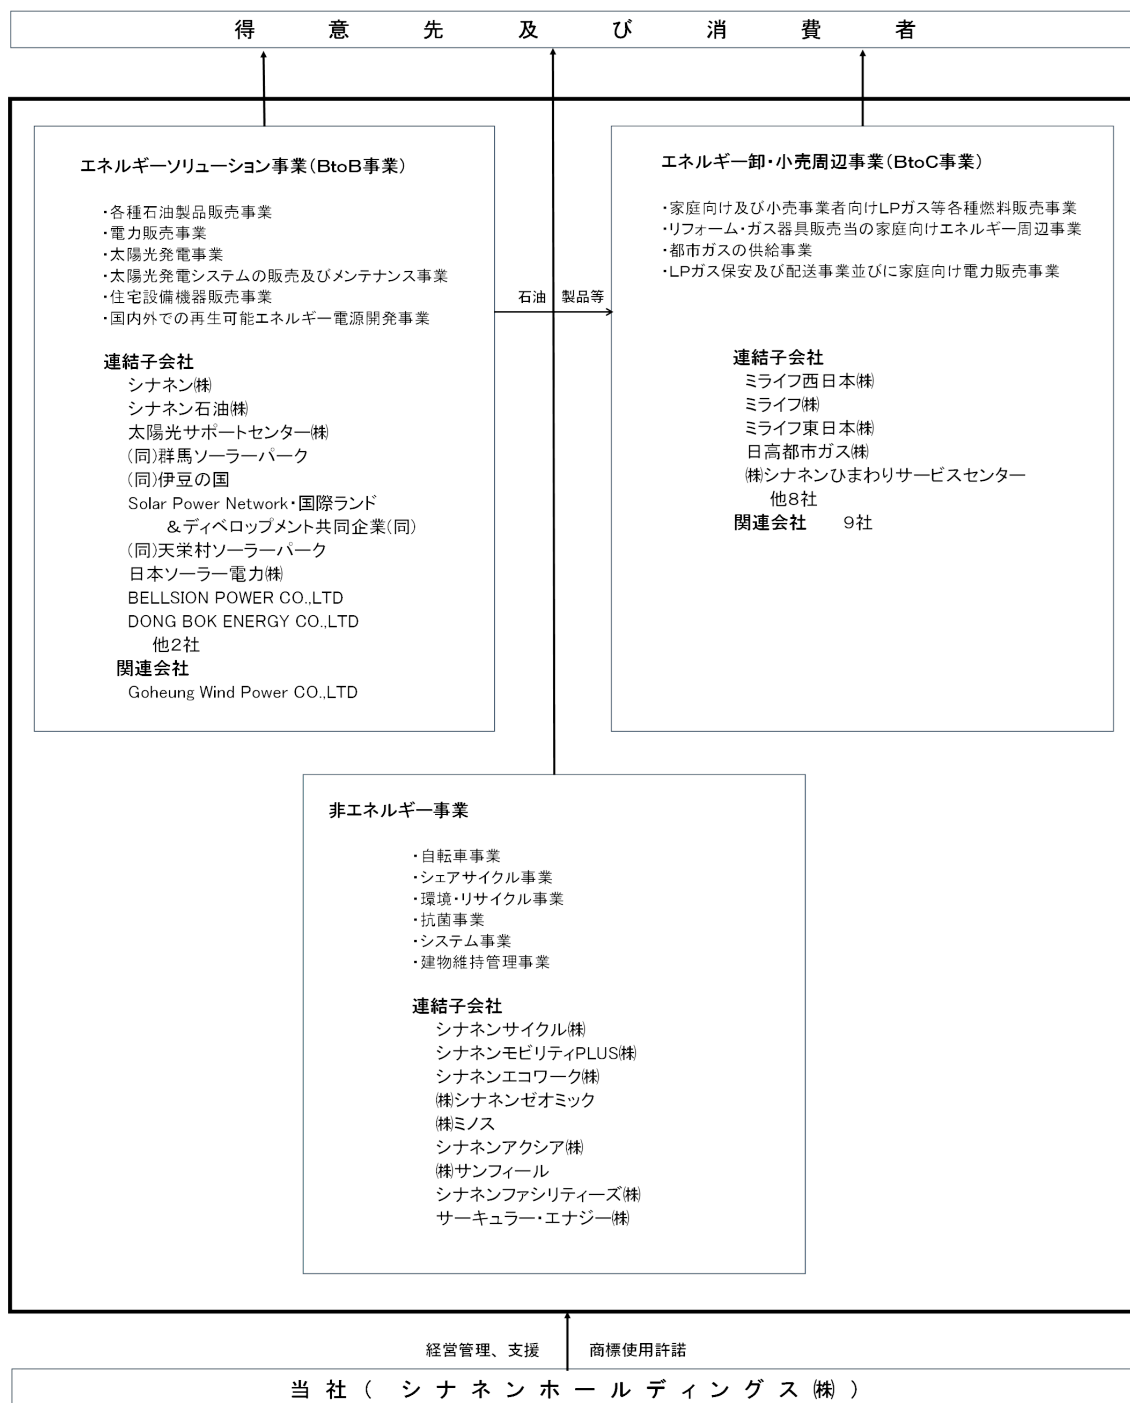 得意先及び消費者
エネルギーソリューション事業(BtoB事業)
・各種石油製品販売事業
・電力販売事業
・太陽光発電事業
・太陽光発電システムの販売及びメンテナンス事業
・住宅設備機器販売事業
・国内外での再生可能エネルギー電源開発事業
連結子会社
シナネン㈱
シナネン石油㈱
太陽光サポートセンター㈱
(同)群馬ソーラーパーク
(同)伊豆の国
Solar Power Network・国際ランド
＆ディベロップメント共同企業(同)
(同)天栄村ソーラーパーク
日本ソーラー電力㈱
BELLSION POWER CO.,LTD
DONG BOK ENERGY CO.,LTD
他2社
関連会社
Goheung Wind Power CO.,LTD
石油 製品等
エネルギー卸・小売周辺事業(BtoC事業)
・家庭向け及び小売事業者向けLPガス等各種燃料販売事業
・リフォーム・ガス器具販売当の家庭向けエネルギー周辺事業
・都市ガスの供給事業
・LPガス保安及び配送事業並びに家庭向け電力販売事業
連結子会社
ミライフ西日本㈱
ミライフ㈱
ミライフ東日本㈱
日高都市ガス㈱
㈱シナネンひまわりサービスセンター
他8社
関連会社 9社
非エネルギー事業
・自転車事業
・シェアサイクル事業
・環境・リサイクル事業
・抗菌事業
・システム事業
・建物維持管理事業
連結子会社
シナネンサイクル㈱
シナネンモビリティPLUS㈱
シナネンエコワーク㈱
㈱シナネンゼオミック
㈱ミノス
シナネンアクシア㈱
㈱サンフィール
シナネンファシリティーズ㈱
サーキュラー・エナジー㈱
経営管理、支援 商標使用許諾
当社(シナネンホールディングス㈱)